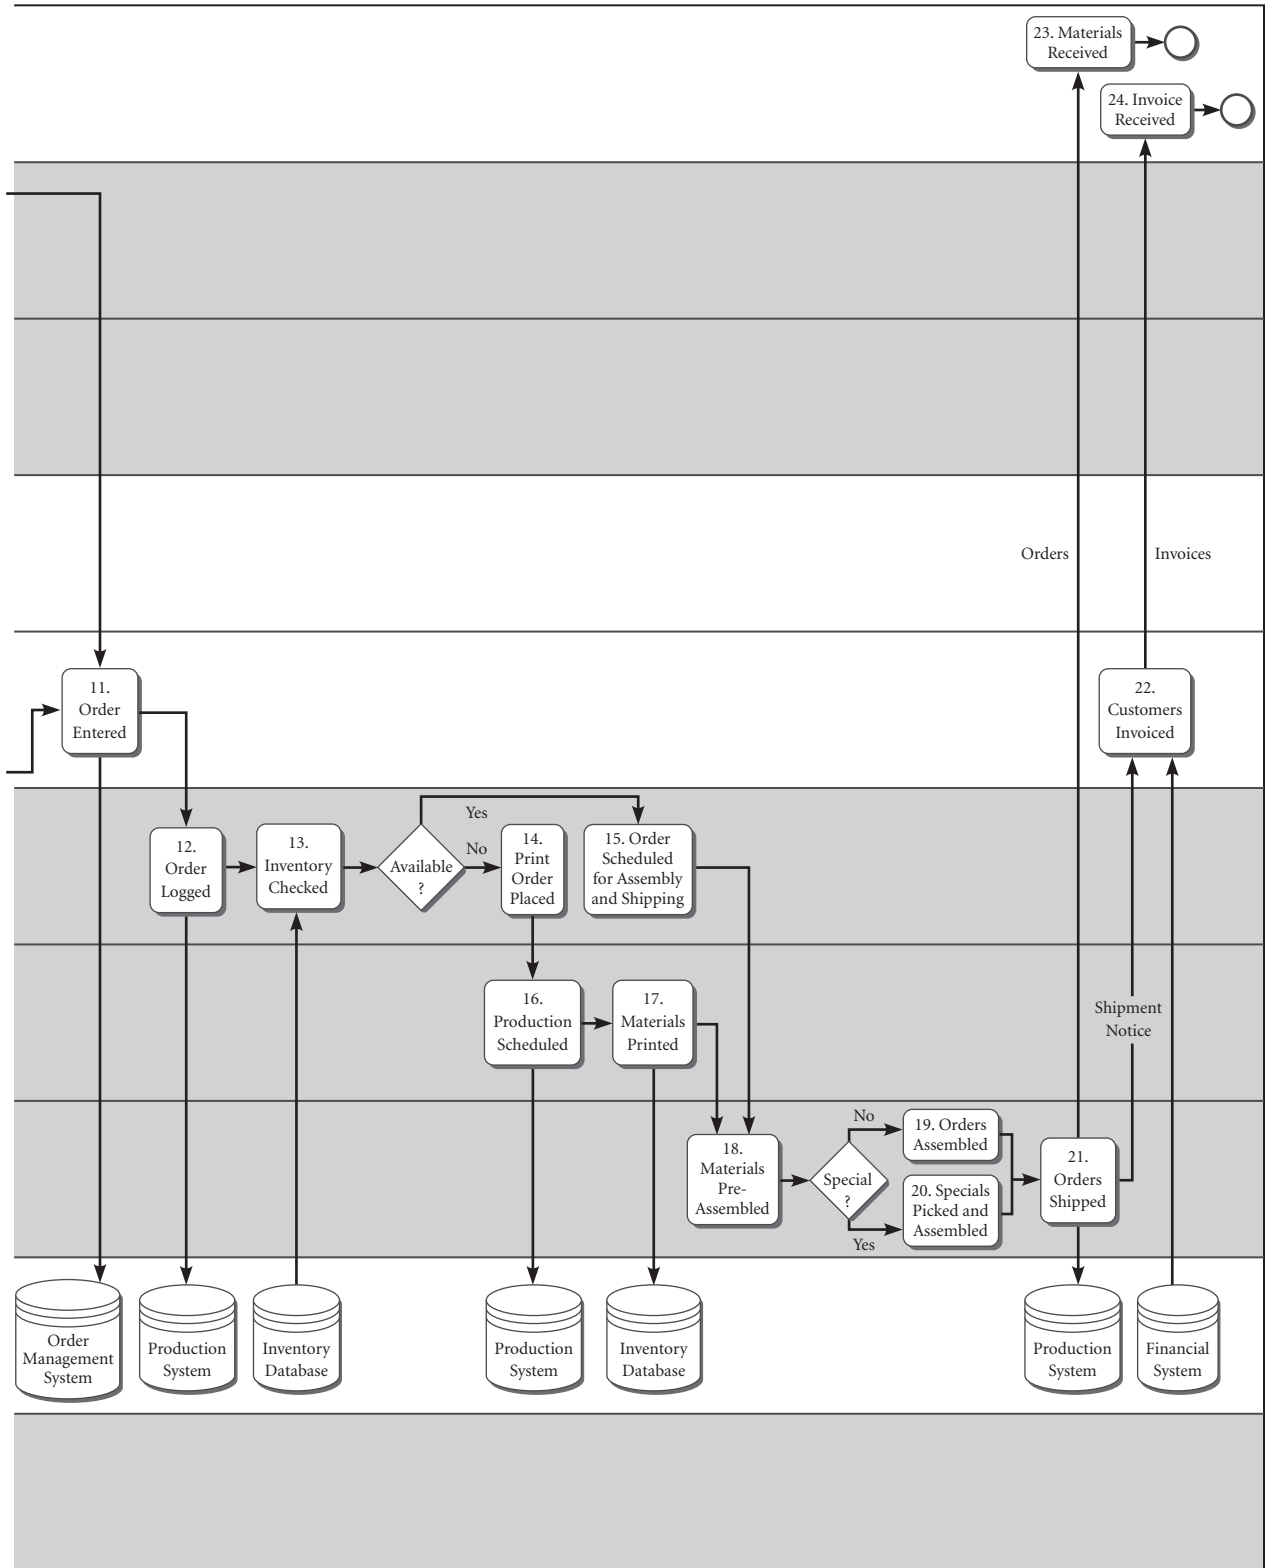 23. Materials
Received
24. Invoice
Received
Orders
Invoices
11.
Order
Entered
22.
Customers
Invoiced
12.
Order
Logged
13.
Inventory
Checked
Available
?
Yes
No
14.
Print
Order
Placed
15. Order
Scheduled
for Assembly
and Shipping
16.
Production
Scheduled
17.
Materials
Printed
Shipment
Notice
18.
Materials
Pre-
Assembled
Special
?
No
Yes
19. Orders
Assembled
20. Specials
Picked and
Assembled
21.
Orders
Shipped
Order
Management
System
Production
System
Inventory
Database
Production
System
Inventory
Database
Production
System
Financial
System